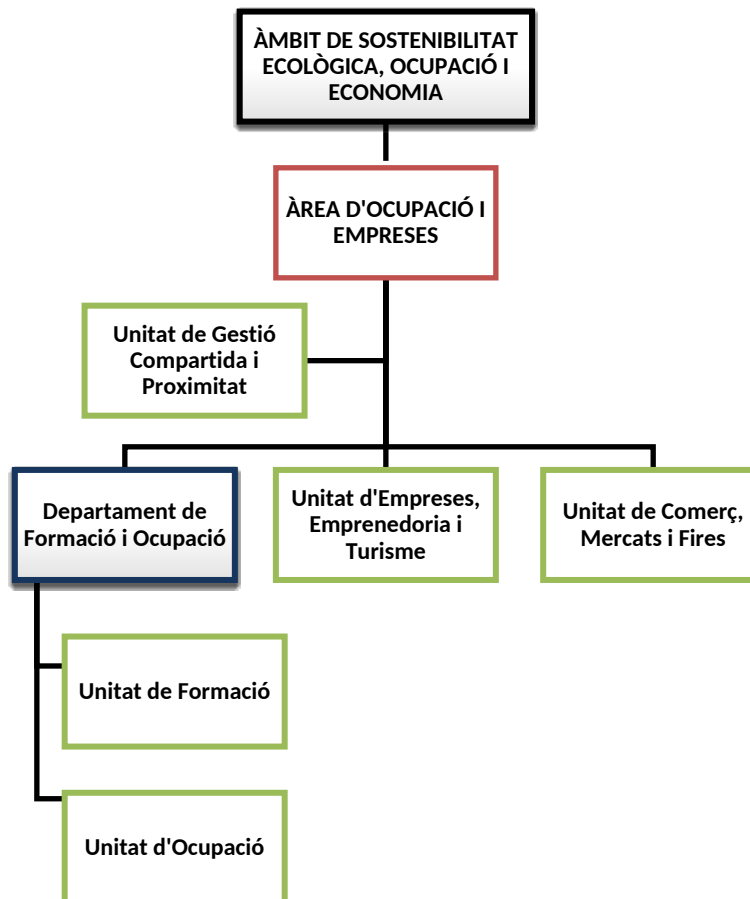 ÀMBIT DE SOSTENIBILITAT
ECOLÒGICA, OCUPACIÓ I
ECONOMIA
ÀREA D'OCUPACIÓ I
EMPRESES
Unitat de Gestió
Compartida i
Proximitat
Departament de
Formació i Ocupació
Unitat d'Empreses,
Emprenedoria i
Turisme
Unitat de Comerç,
Mercats i Fires
Unitat de Formació
Unitat d'Ocupació